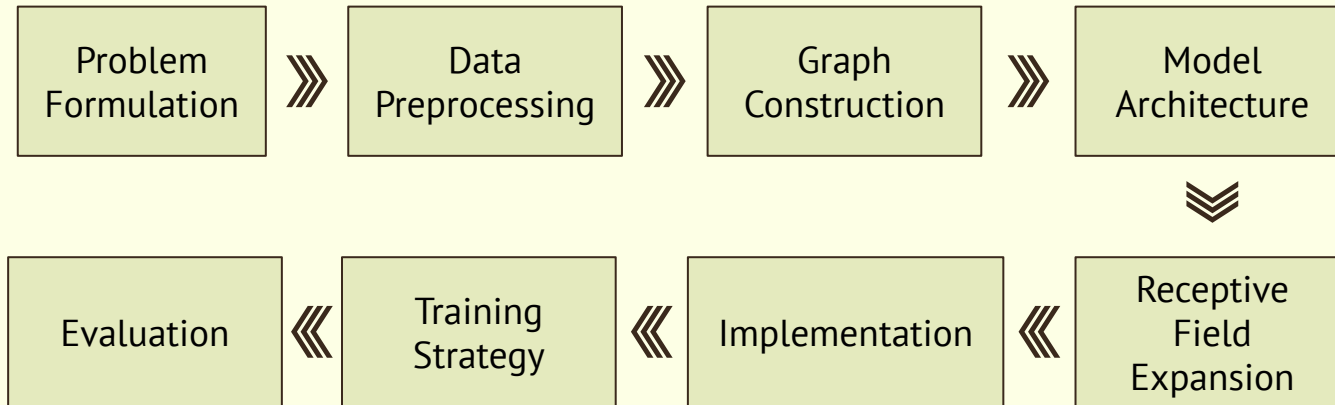 Problem
Formulation
Data
Preprocessing
Graph
Construction
Model
Architecture
Receptive
Field
Expansion
Implementation
Training
Strategy
Evaluation